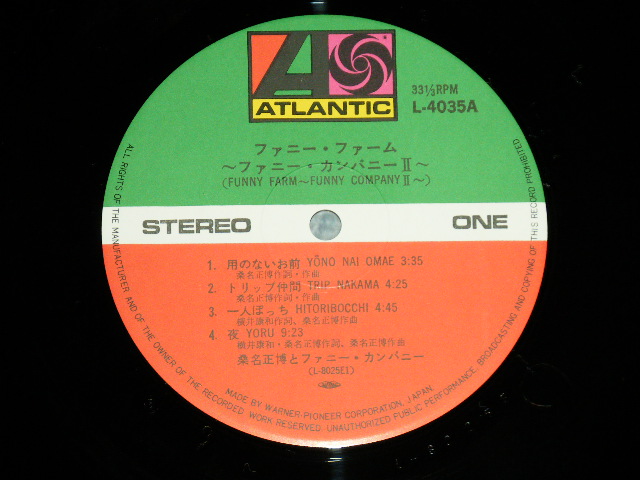 ATLANTIC
33⅓RPM
L-4035A
ファニー・ファーム
～ファニー・カンパニーⅡ～
(FUNNY FARM～FUNNY COMPANYⅡ～)
STEREO ONE
1. 用のないお前 YŌNO NAI OMAE 3:35
桑名正博作詞・作曲
2. トリップ仲間 TRIP NAKAMA 4:25
桑名正博作詞・作曲
3. 一人ぼっち HITORIBOCCHI 4:45
横井康和作詞、桑名正博作曲
4. 夜 YORU 9:23
横井康和・桑名正博作詞、桑名正博作曲
桑名正博とファニー・カンパニー
(L-8025E1)
MADE BY WARNER-PIONEER CORPORATION, JAPAN.
ALL RIGHTS OF THE MANUFACTURER AND OF THE OWNER OF THE RECORDED WORK RESERVED. UNAUTHORIZED PUBLIC PERFORMANCE, BROADCASTING AND COPYING OF THIS RECORD PROHIBITED.